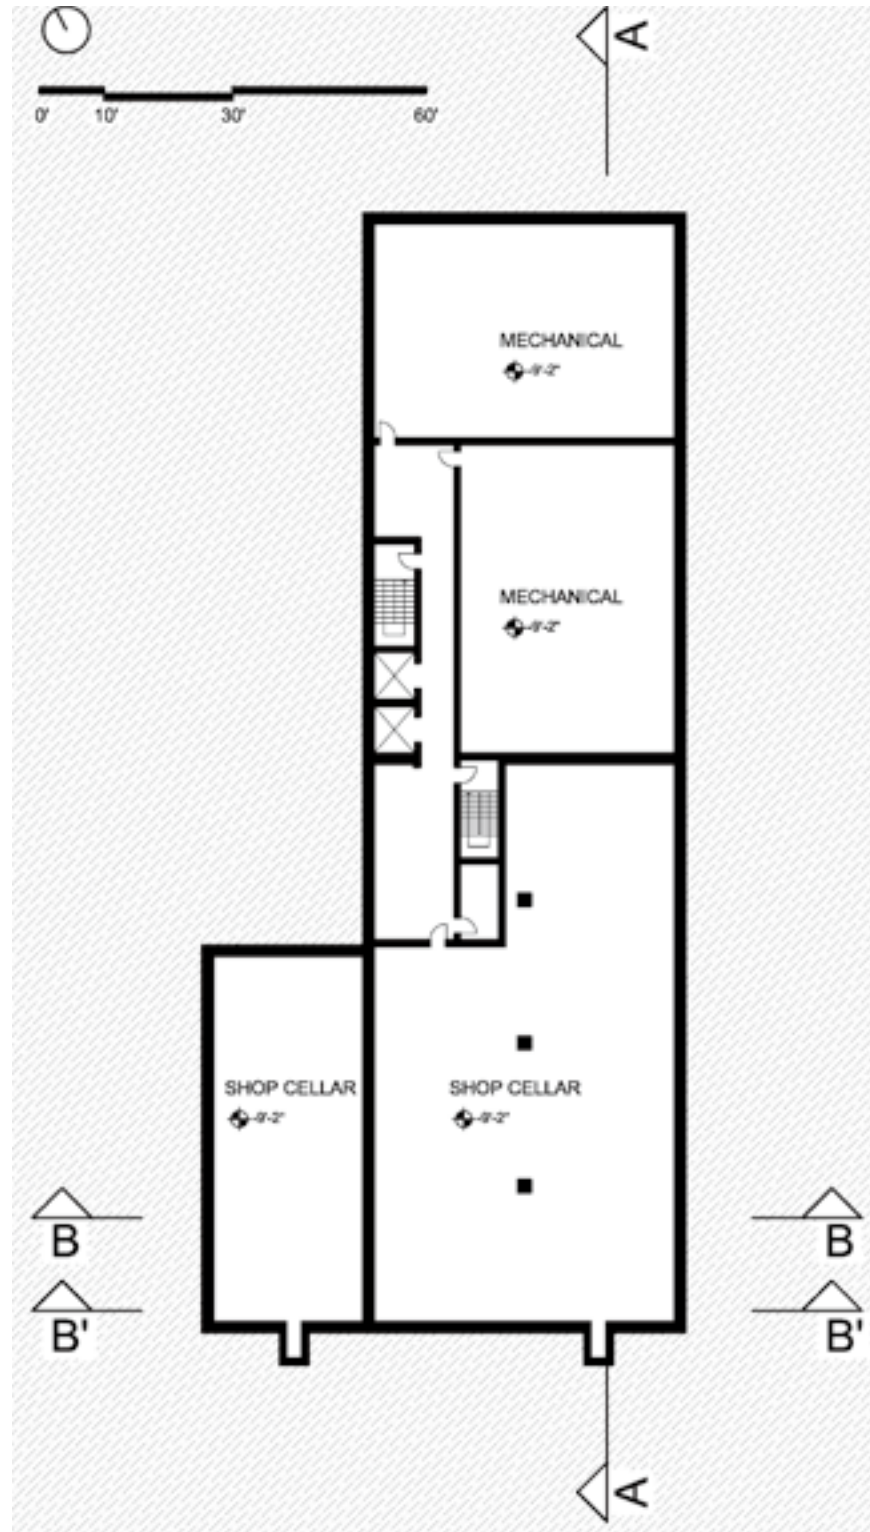 A
0' 10' 30' 60'
MECHANICAL
-9'-2"
MECHANICAL
-9'-2"
SHOP CELLAR
-9'-2"
SHOP CELLAR
-9'-2"
B
B
B'
B'
A